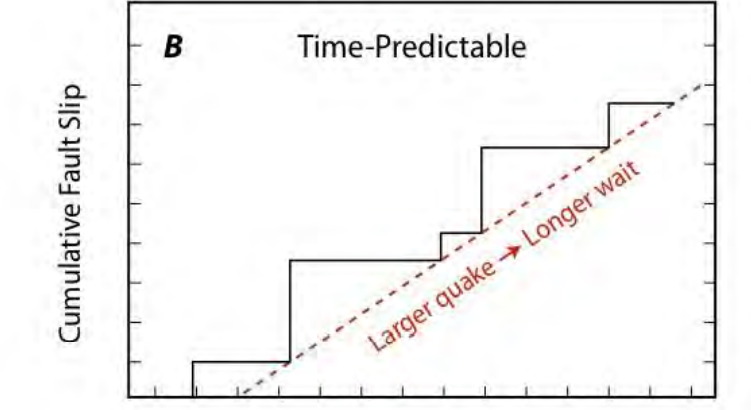 B Time-Predictable
Cumulative Fault Slip
Larger quake → Longer wait